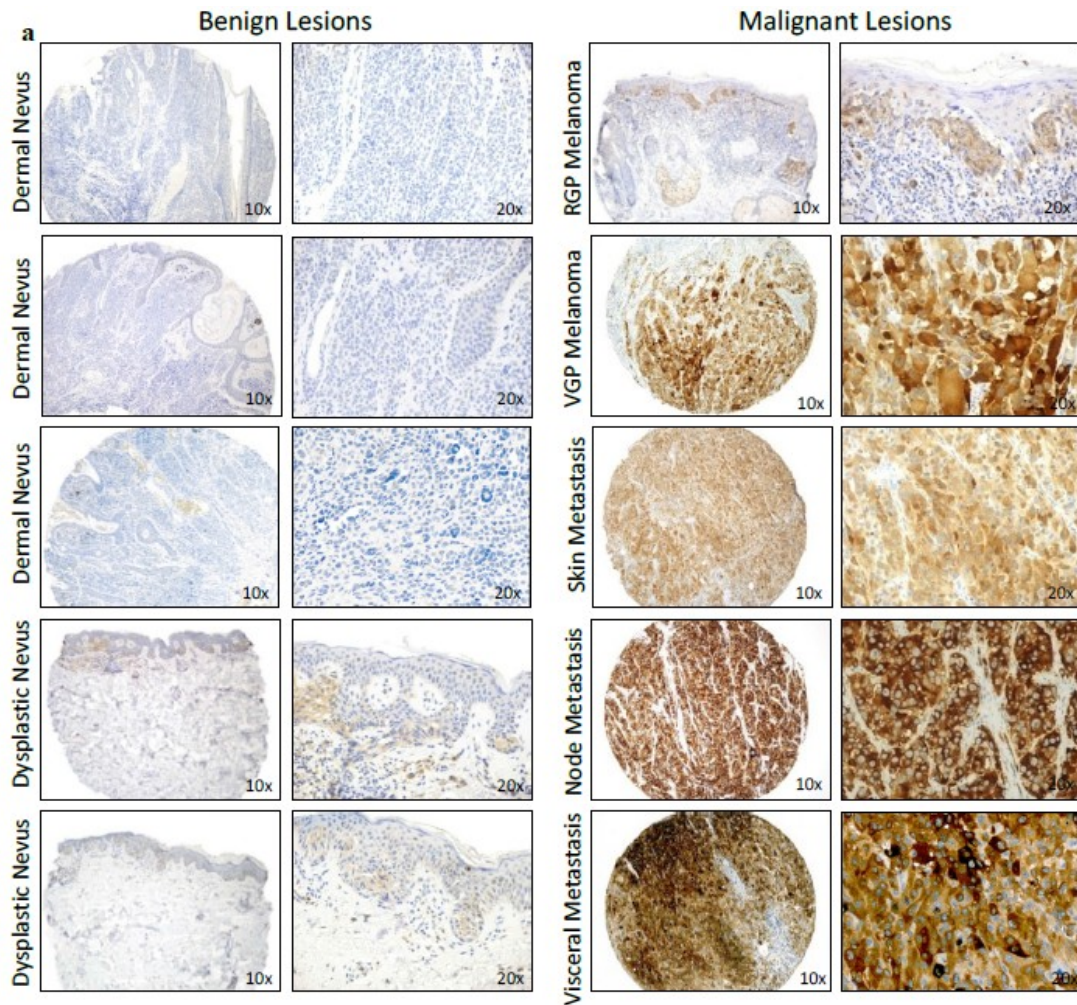 a
Benign Lesions
Malignant Lesions
Dermal Nevus
10x
20x
RGP Melanoma
10x
20x
Dermal Nevus
10x
20x
VGP Melanoma
10x
20x
Dermal Nevus
10x
20x
Skin Metastasis
10x
20x
Dysplastic Nevus
10x
20x
Node Metastasis
10x
20x
Dysplastic Nevus
10x
20x
Visceral Metastasis
10x
20x